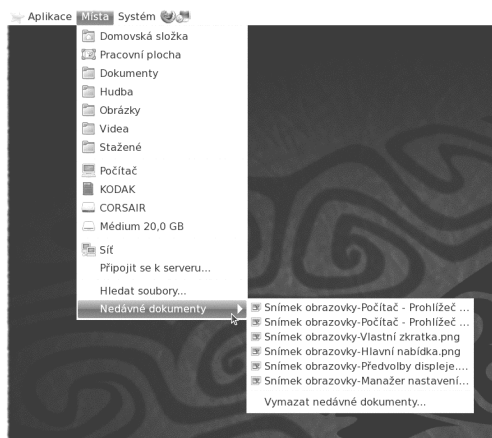 Aplikace Místa Systém
Domovská složka
Pracovní plocha
Dokumenty
Hudba
Obrázky
Videa
Stažené
Počítač
KODAK
CORSAIR
Médium 20,0 GB
Síť
Připojit se k serveru...
Hledat soubory...
Nedávné dokumenty
Snímek obrazovky-Počítač - Prohlížeč ...
Snímek obrazovky-Počítač - Prohlížeč ...
Snímek obrazovky-Vlastní zkratka.png
Snímek obrazovky-Hlavní nabídka.png
Snímek obrazovky-Předvolby displeje....
Snímek obrazovky-Manažer nastavení...
Vymazat nedávné dokumenty...